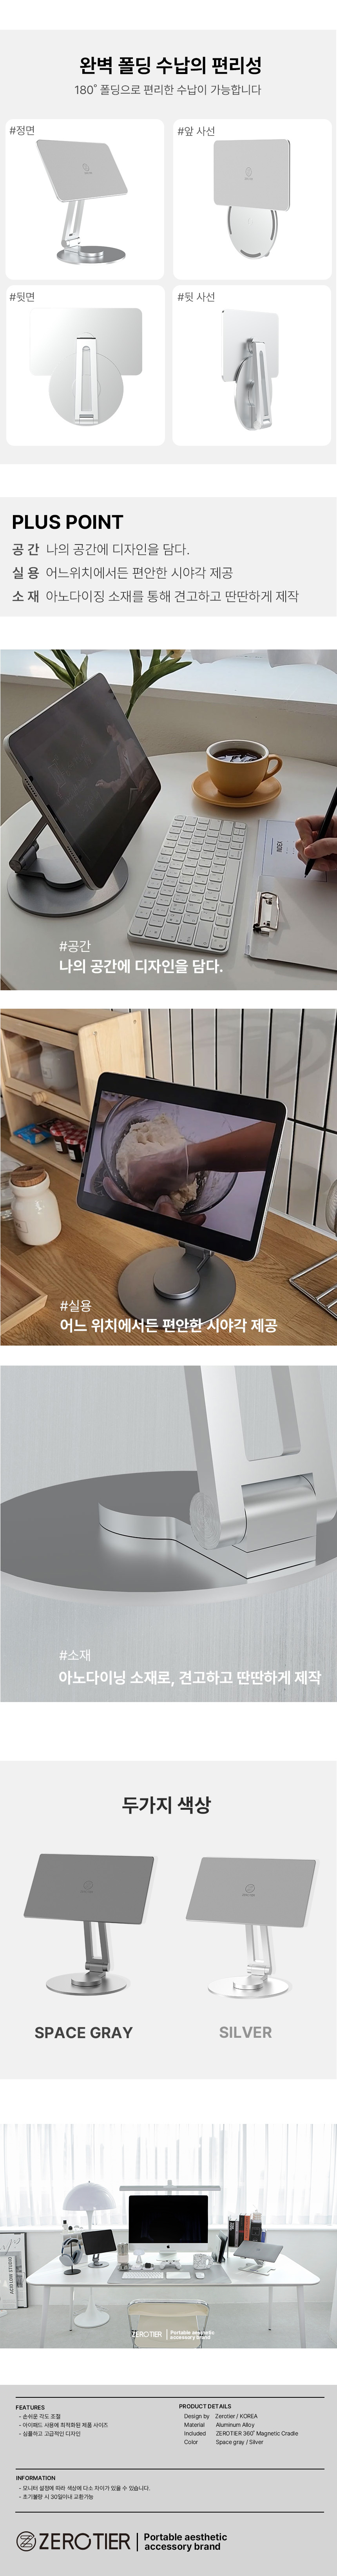 완벽 폴딩 수납의 편리성
180° 폴딩으로 편리한 수납이 가능합니다
#정면
#앞 사선
#뒷면
#뒷 사선
PLUS POINT
공 간 나의 공간에 디자인을 담다.
실 용 어느위치에서든 편안한 시야각 제공
소 재 아노다이징 소재를 통해 견고하고 딴딴하게 제작
INDEX
#공간
나의 공간에 디자인을 담다.
#실용
어느 위치에서든 편안한 시야각 제공
#소재
아노다이닝 소재로, 견고하고 딴딴하게 제작
두가지 색상
SPACE GRAY
SILVER
ZEROTIER | Portable aesthetic
accessory brand
FEATURES
- 손쉬운 각도 조절
- 아이패드 사용에 최적화된 제품 사이즈
- 심플하고 고급적인 디자인
PRODUCT DETAILS
Design by Zerotier / KOREA
Material Aluminum Alloy
Included ZEROTIER 360° Magnetic Cradle
Color Space gray / Silver
INFORMATION
- 모니터 설정에 따라 색상에 다소 차이가 있을 수 있습니다.
- 초기불량 시 30일이내 교환가능
ZEROTIER | Portable aesthetic
accessory brand